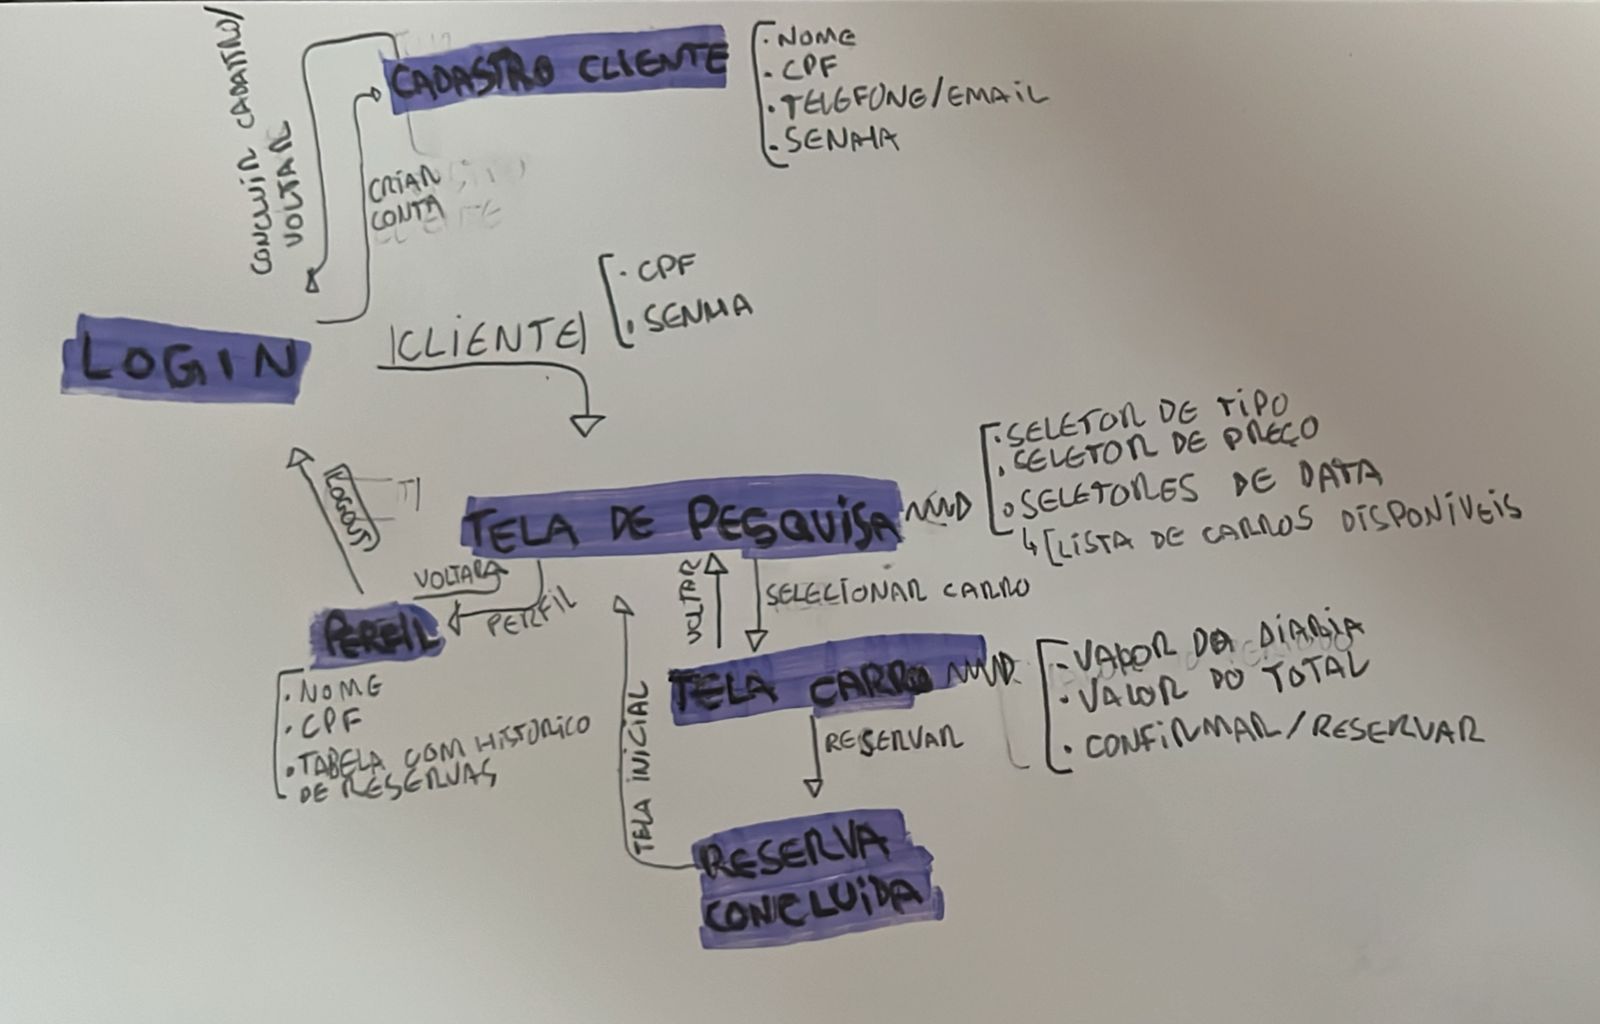 CONCLUIR CADATRO/
VOLTAR
CADASTRO CLIENTE
· NOME
· CPF
· TELEFONE/EMAIL
· SENHA
CRIAR
CONTA
LOGIN
|CLIENTE|
· CPF
· SENHA
LOGOUT
TELA DE PESQUISA
· SELETOR DE TIPO
· SELETOR DE PREÇO
· SELETORES DE DATA
↳ [LISTA DE CARROS DISPONÍVEIS
VOLTAR
PERFIL
VOLTAR
SELECIONAR CARRO
PERFIL
· NOME
· CPF
· TABELA COM HISTÓRICO
DE RESERVAS
TELA CARRO
- VALOR DA DIARIA
· VALOR DO TOTAL
· CONFIRMAR/RESERVAR
RESERVAR
TELA INICIAL
RESERVA
CONCLUIDA